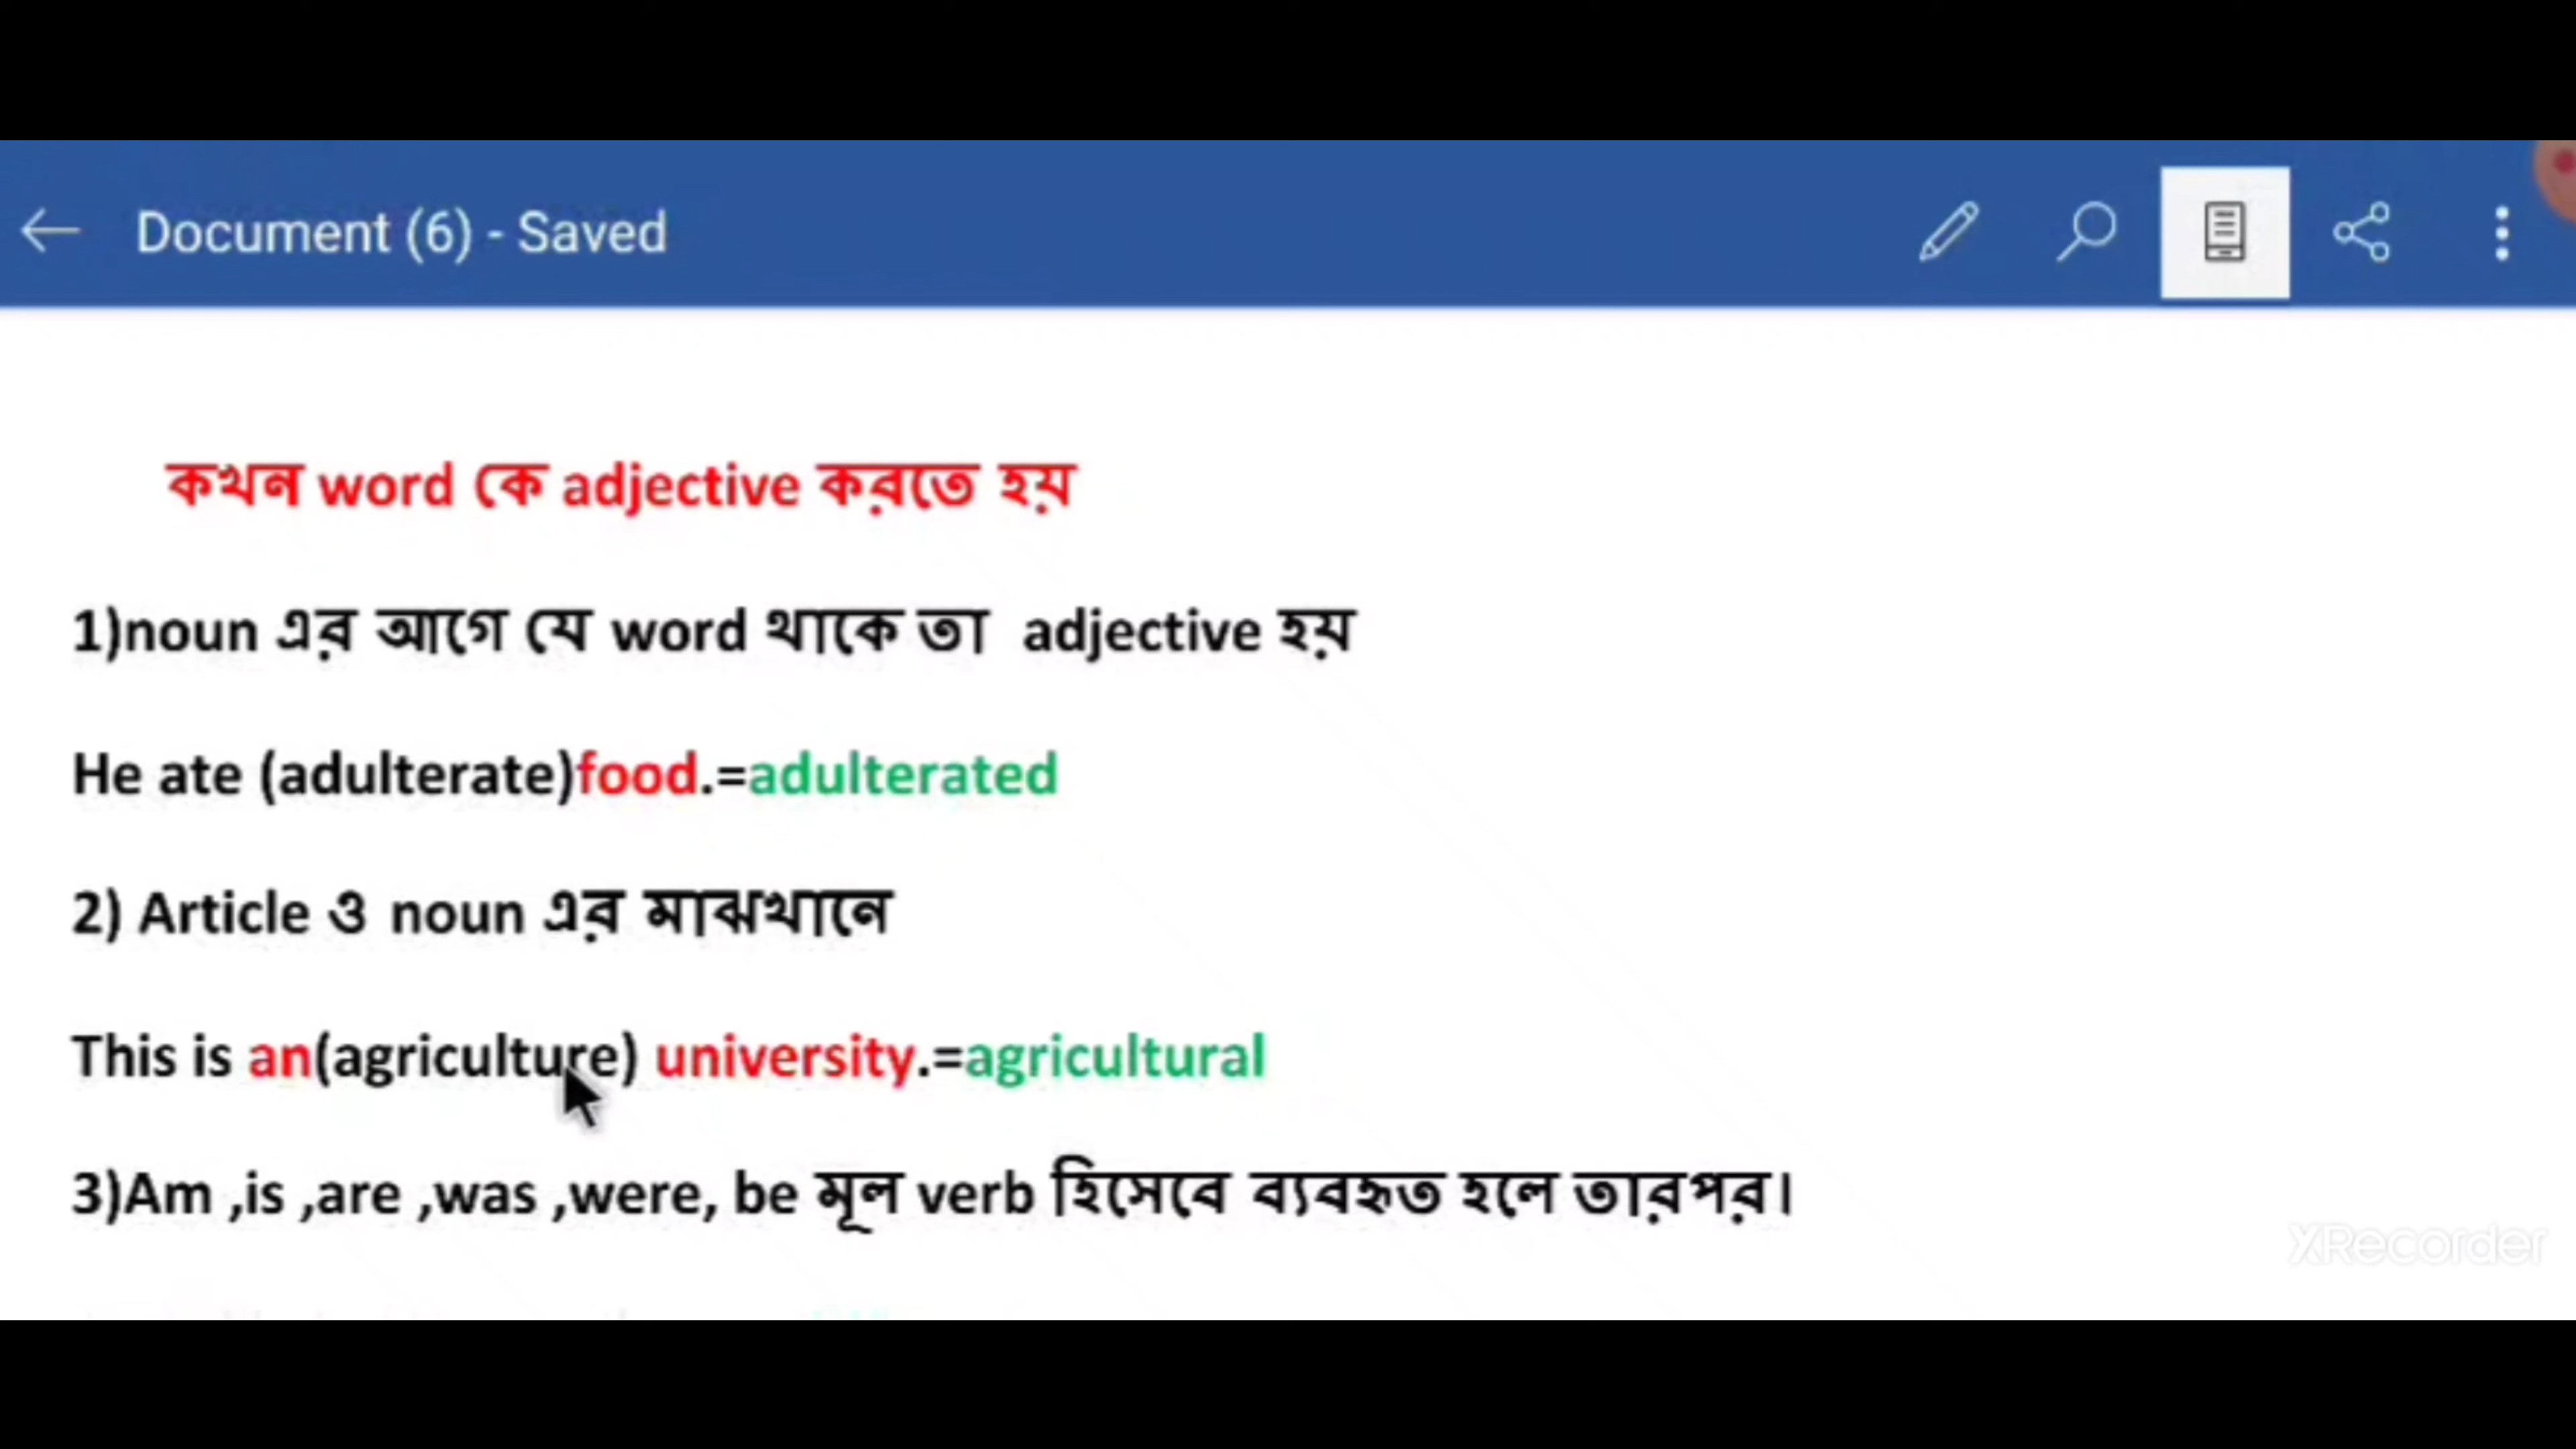 Document (6) - Saved
কখন word কে adjective করতে হয়
1)noun এর আগে যে word থাকে তা adjective হয়
He ate (adulterate)food.=adulterated
2) Article ও noun এর মাঝখানে
This is an(agriculture) university.=agricultural
3)Am ,is ,are ,was ,were, be মূল verb হিসেবে ব্যবহৃত হলে তারপর।
XRecorder